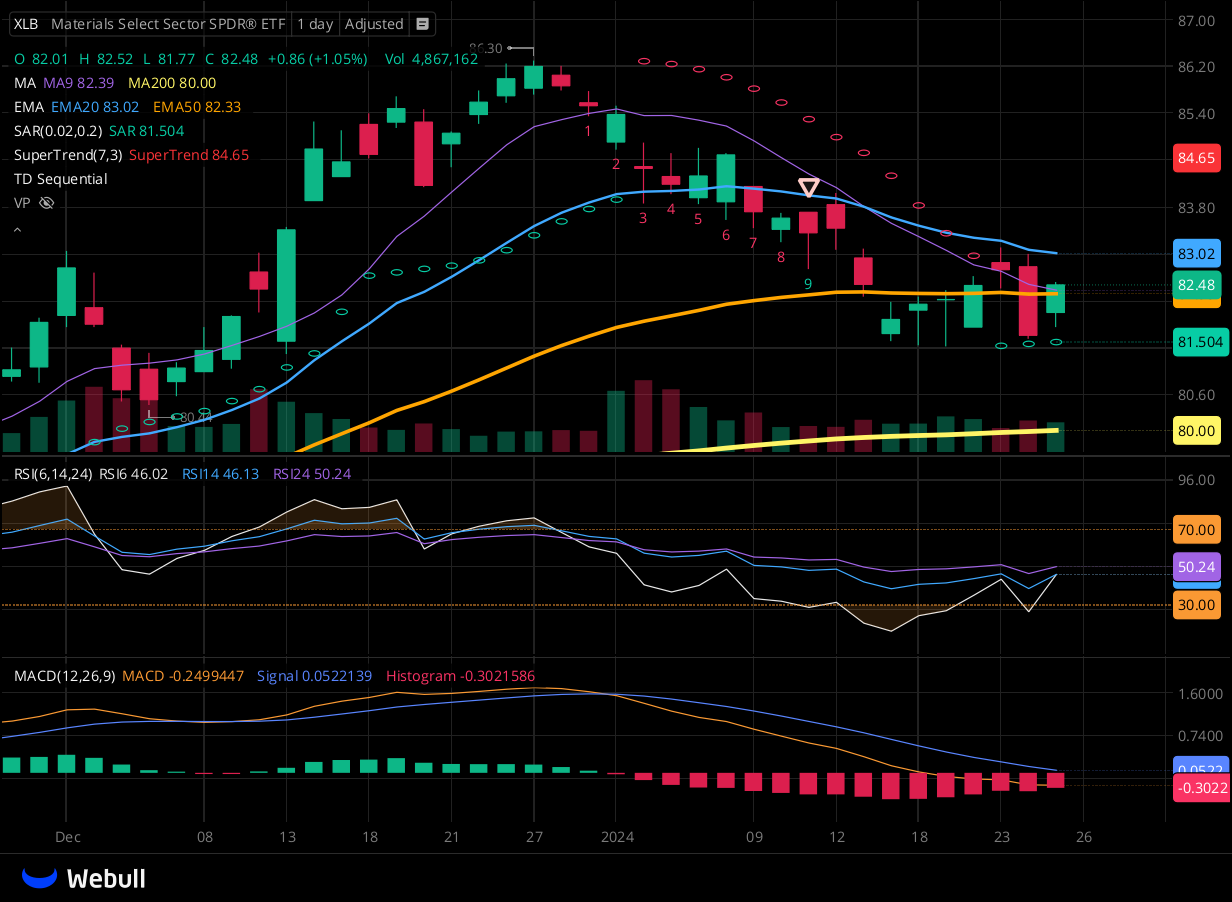 XLB Materials Select Sector SPDR® ETF 1 day Adjusted
87.00
O 82.01 H 82.52 L 81.77 C 82.48 +0.86 (+1.05%) Vol 4,867,162
86.20
MA MA9 82.39 MA200 80.00
EMA EMA20 83.02 EMA50 82.33
85.40
SAR(0.02,0.2) SAR 81.504
SuperTrend(7,3) SuperTrend 84.65
84.65
TD Sequential
VP
83.80
1
2
3
4
5
6
7
8
9
83.02
82.48
81.504
80.60
80.00
RSI(6,14,24) RSI6 46.02 RSI14 46.13 RSI24 50.24
96.00
70.00
50.24
30.00
MACD(12,26,9) MACD -0.2499447 Signal 0.0522139 Histogram -0.3021586
1.6000
0.7400
-0.3022
Dec 08 13 18 21 27 2024 09 12 18 23 26
Webull